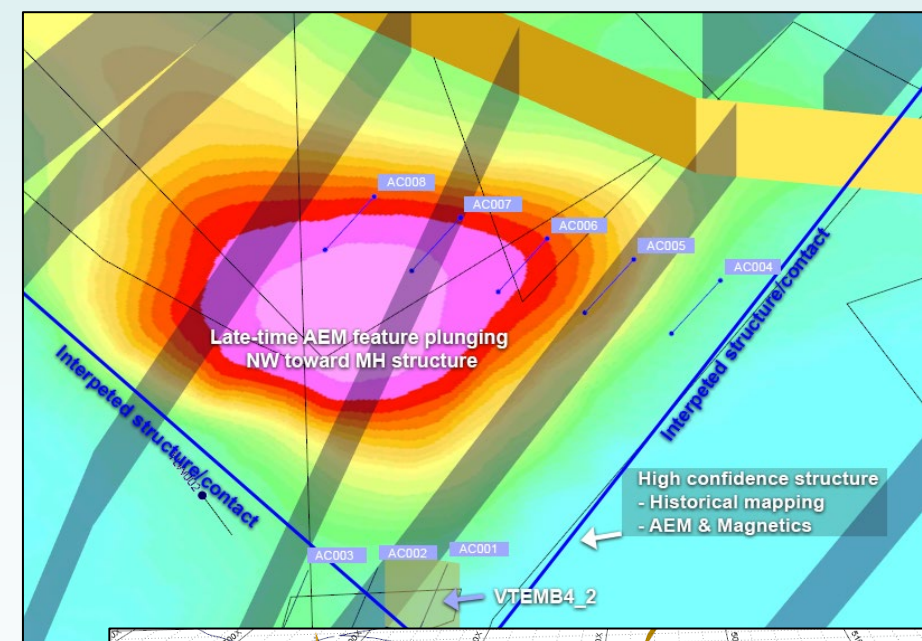 AC008
AC007
AC006
AC005
AC004
Late-time AEM feature plunging
NW toward MH structure
Interpeted structure/contact
Interpeted structure/contact
High confidence structure
- Historical mapping
- AEM & Magnetics
AC003
AC002
AC001
VTEMB4_2